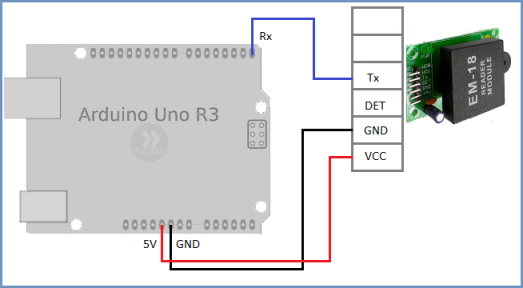 Rx
Tx
Arduino Uno R3
DET
GND
VCC
5V
GND
EM-18
READER
MODULE